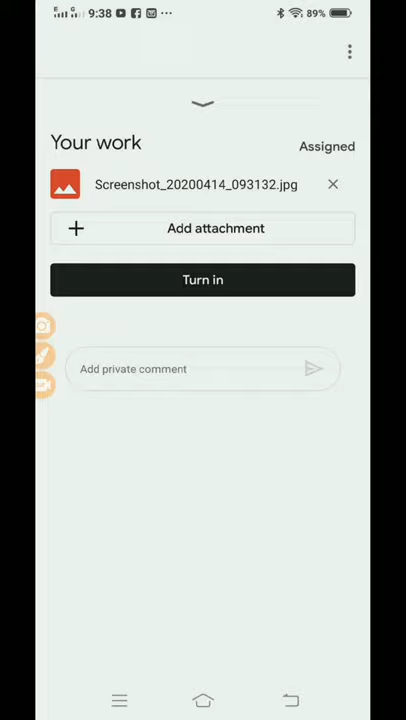 E G 9:38 89%
Your work
Assigned
Screenshot_20200414_093132.jpg
Add attachment
Turn in
Add private comment